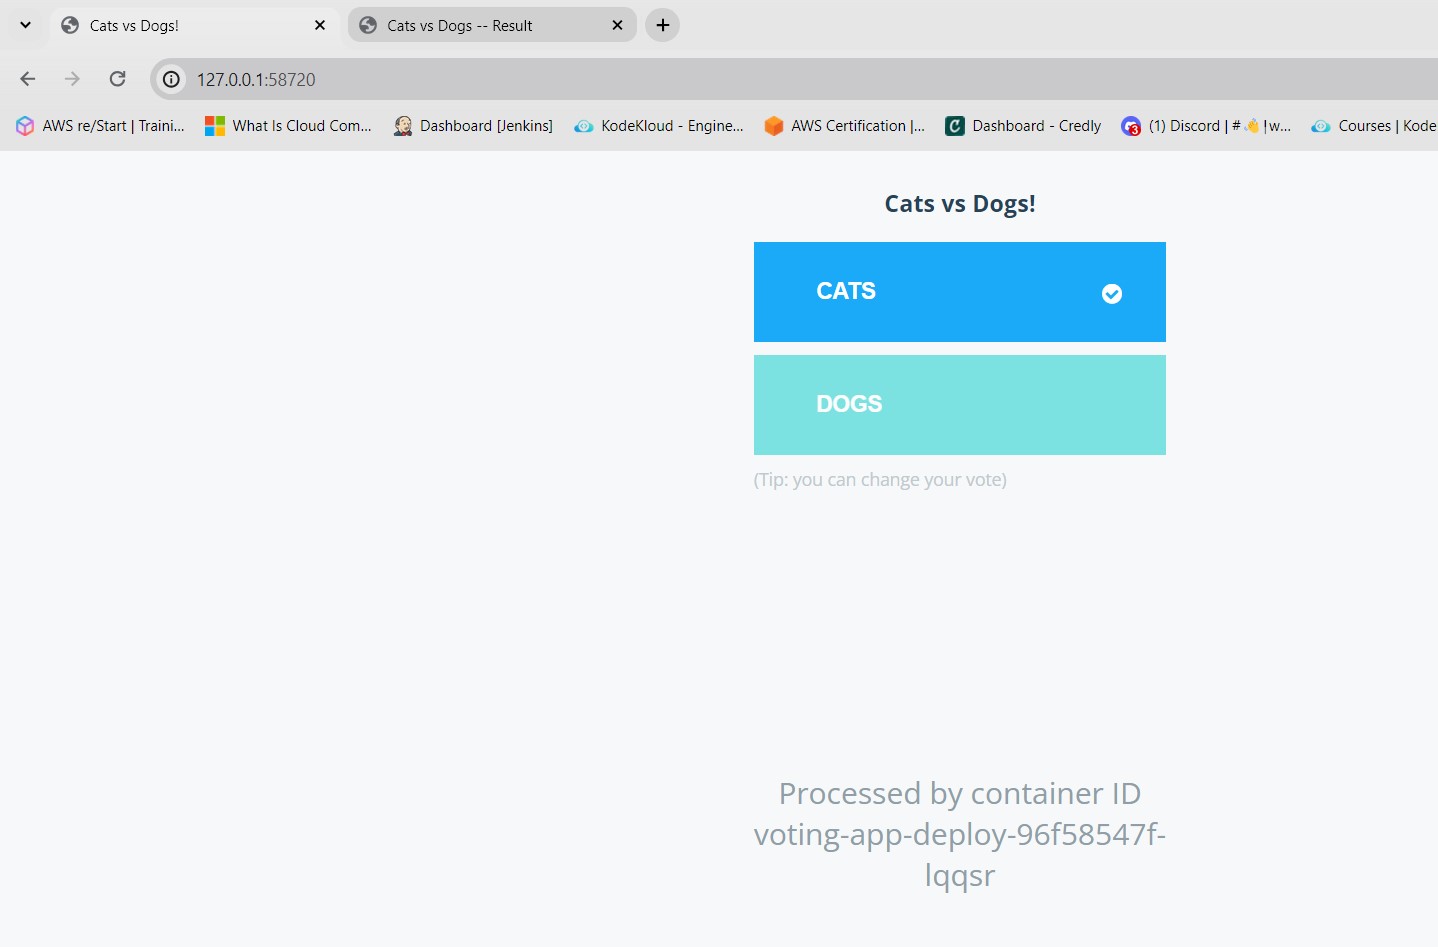 Cats vs Dogs!
Cats vs Dogs -- Result
127.0.0.1:58720
AWS re/Start | Traini...
What Is Cloud Com...
Dashboard [Jenkins]
KodeKloud - Engine...
AWS Certification |...
Dashboard - Credly
3
(1) Discord | #👋┋w...
Courses | Kode
Cats vs Dogs!
CATS
DOGS
(Tip: you can change your vote)
Processed by container ID
voting-app-deploy-96f58547f-
lqqsr